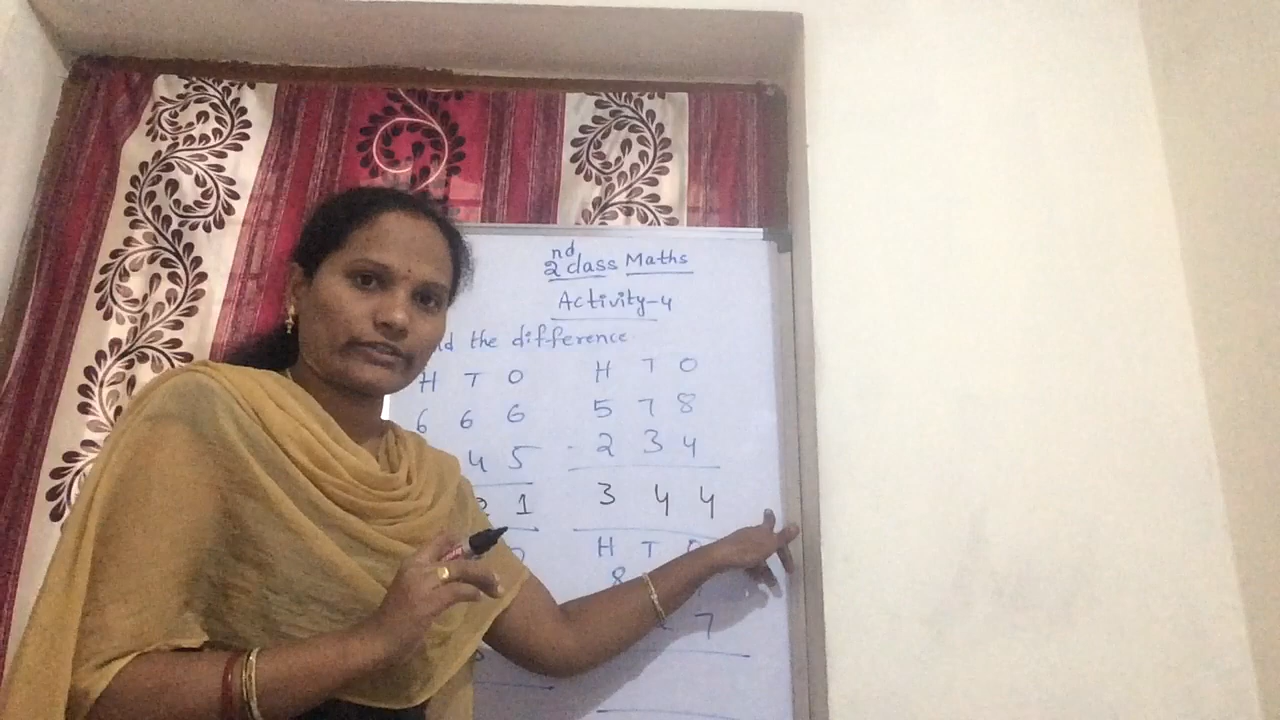 2nd class Maths
Activity-4
the difference
H T O H T O
6 6 6 5 7 8
4 5 - 2 3 4
1 3 4 4
H T
8
7